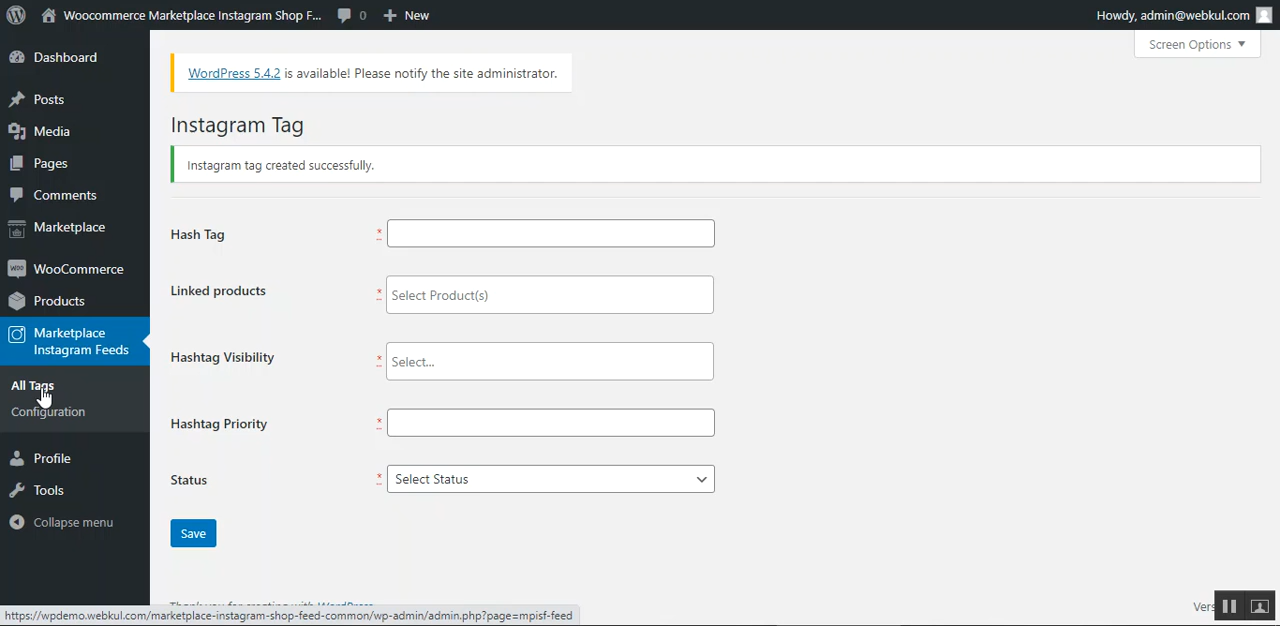 Woocommerce Marketplace Instagram Shop F... 0 New Howdy, admin@webkul.com
Screen Options
Dashboard
Posts
Media
Pages
Comments
Marketplace
WOO WooCommerce
Products
Marketplace
Instagram Feeds
All Tags
Configuration
Profile
Tools
Collapse menu
WordPress 5.4.2 is available! Please notify the site administrator.
Instagram Tag
Instagram tag created successfully.
Hash Tag *
Linked products * Select Product(s)
Hashtag Visibility * Select...
Hashtag Priority *
Status * Select Status
Save
Thank you for creating with WordPress
Vers
https://wpdemo.webkul.com/marketplace-instagram-shop-feed-common/wp-admin/admin.php?page=mpisf-feed